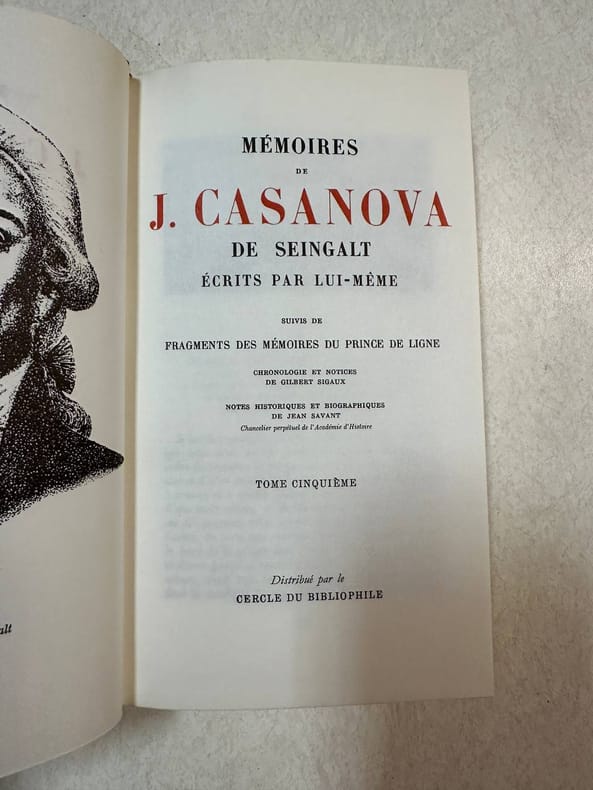 MÉMOIRES
DE
J. CASANOVA
DE SEINGALT
ÉCRITS PAR LUI-MÊME
SUIVIS DE
FRAGMENTS DES MÉMOIRES DU PRINCE DE LIGNE
CHRONOLOGIE ET NOTICES
DE GILBERT SIGAUX
NOTES HISTORIQUES ET BIOGRAPHIQUES
DE JEAN SAVANT
Chancelier perpétuel de l'Académie d'Histoire
TOME CINQUIÈME
Distribué par le
CERCLE DU BIBLIOPHILE